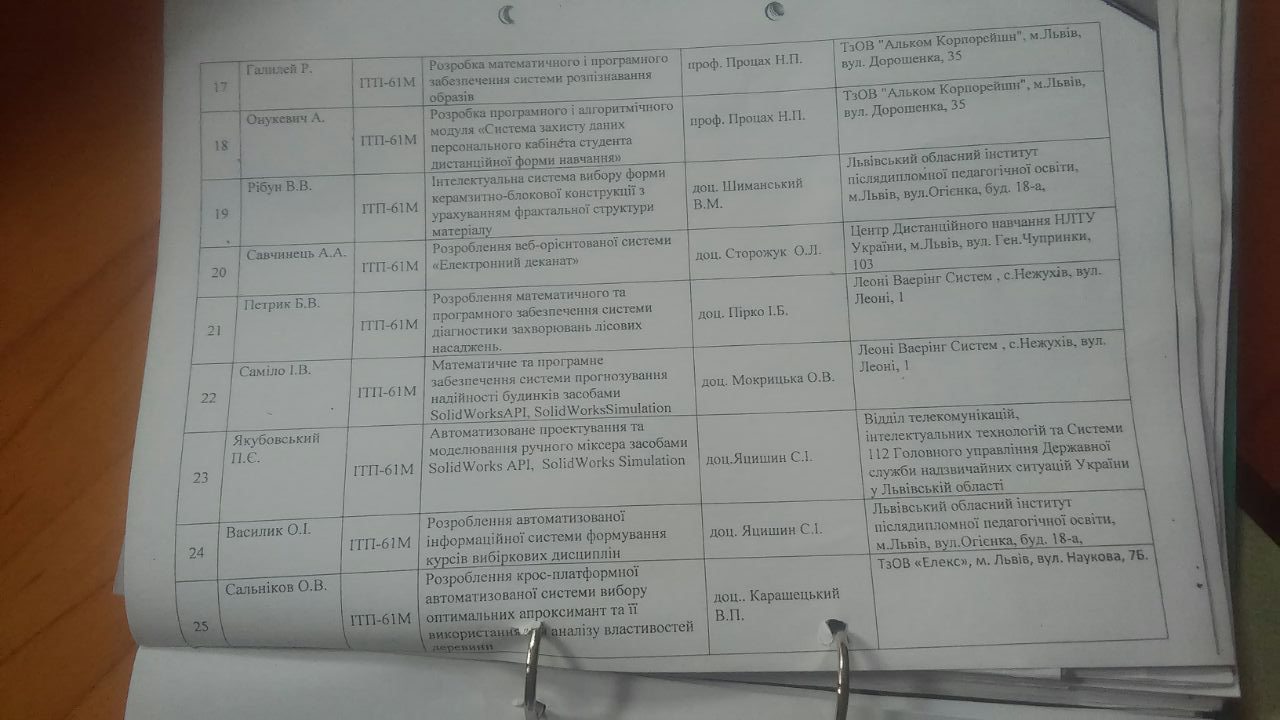 17
Галилей Р.
ІТП-61М
Розробка математичного і програмного
забезпечення системи розпізнавання
образів
проф. Процах Н.П.
ТзОВ "Альком Корпорейшн", м.Львів,
вул. Дорошенка, 35
18
Онукевич А.
ІТП-61М
Розробка програмного і алгоритмічного
модуля «Система захисту даних
персонального кабінета студента
дистанційної форми навчання»
проф. Процах Н.П.
ТзОВ "Альком Корпорейшн", м.Львів,
вул. Дорошенка, 35
19
Рібун В.В.
ІТП-61М
Інтелектуальна система вибору форми
керамзитно-блокової конструкції з
урахуванням фрактальної структури
матеріалу
доц. Шиманський
В.М.
Львівський обласний інститут
післядипломної педагогічної освіти,
м.Львів, вул.Огієнка, буд. 18-а,
20
Савчинець А.А.
ІТП-61М
Розроблення веб-орієнтованої системи
«Електронний деканат»
доц. Сторожук О.Л.
Центр Дистанційного навчання НЛТУ
України, м.Львів, вул. Ген.Чупринки,
103
21
Петрик Б.В.
ІТП-61М
Розроблення математичного та
програмного забезпечення системи
діагностики захворювань лісових
насаджень.
доц. Пірко І.Б.
Леоні Ваерінг Систем , с.Нежухів, вул.
Леоні, 1
22
Саміло І.В.
ІТП-61М
Математичне та програмне
забезпечення системи прогнозування
надійності будинків засобами
SolidWorksAPI, SolidWorksSimulation
доц. Мокрицька О.В.
Леоні Ваерінг Систем , с.Нежухів, вул.
Леоні, 1
23
Якубовський
П.Є.
ІТП-61М
Автоматизоване проектування та
моделювання ручного міксера засобами
SolidWorks API, SolidWorks Simulation
доц.Яцишин С.І.
Відділ телекомунікацій,
інтелектуальних технологій та Системи
112 Головного управління Державної
служби надзвичайних ситуацій України
у Львівській області
24
Василик О.І.
ІТП-61М
Розроблення автоматизованої
інформаційної системи формування
курсів вибіркових дисциплін
доц. Яцишин С.І.
Львівський обласний інститут
післядипломної педагогічної освіти,
м.Львів, вул.Огієнка, буд. 18-а,
25
Сальніков О.В.
ІТП-61М
Розроблення крос-платформної
автоматизованої системи вибору
оптимальних апроксимант та її
використання аналізу властивостей
деревини
доц.. Карашецький
В.П.
ТзОВ «Елекс», м. Львів, вул. Наукова, 7Б.